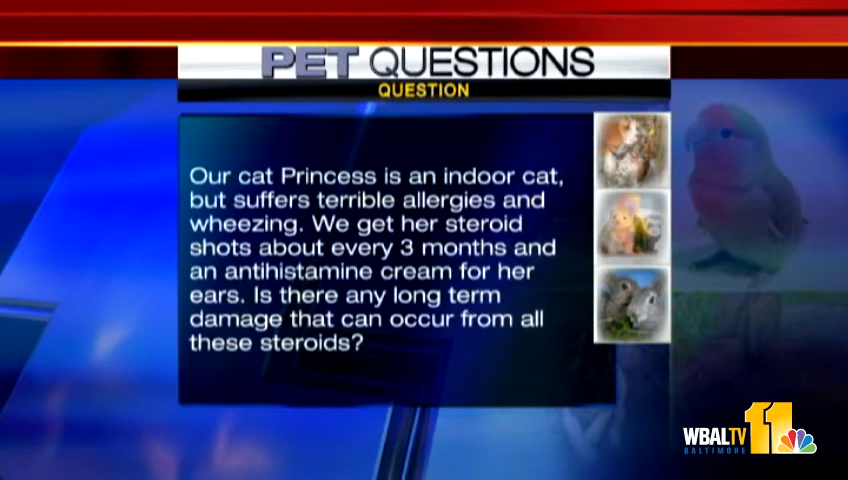 PET QUESTIONS
QUESTION
Our cat Princess is an indoor cat,
but suffers terrible allergies and
wheezing. We get her steroid
shots about every 3 months and
an antihistamine cream for her
ears. Is there any long term
damage that can occur from all
these steroids?
WBALTV 11
BALTIMORE